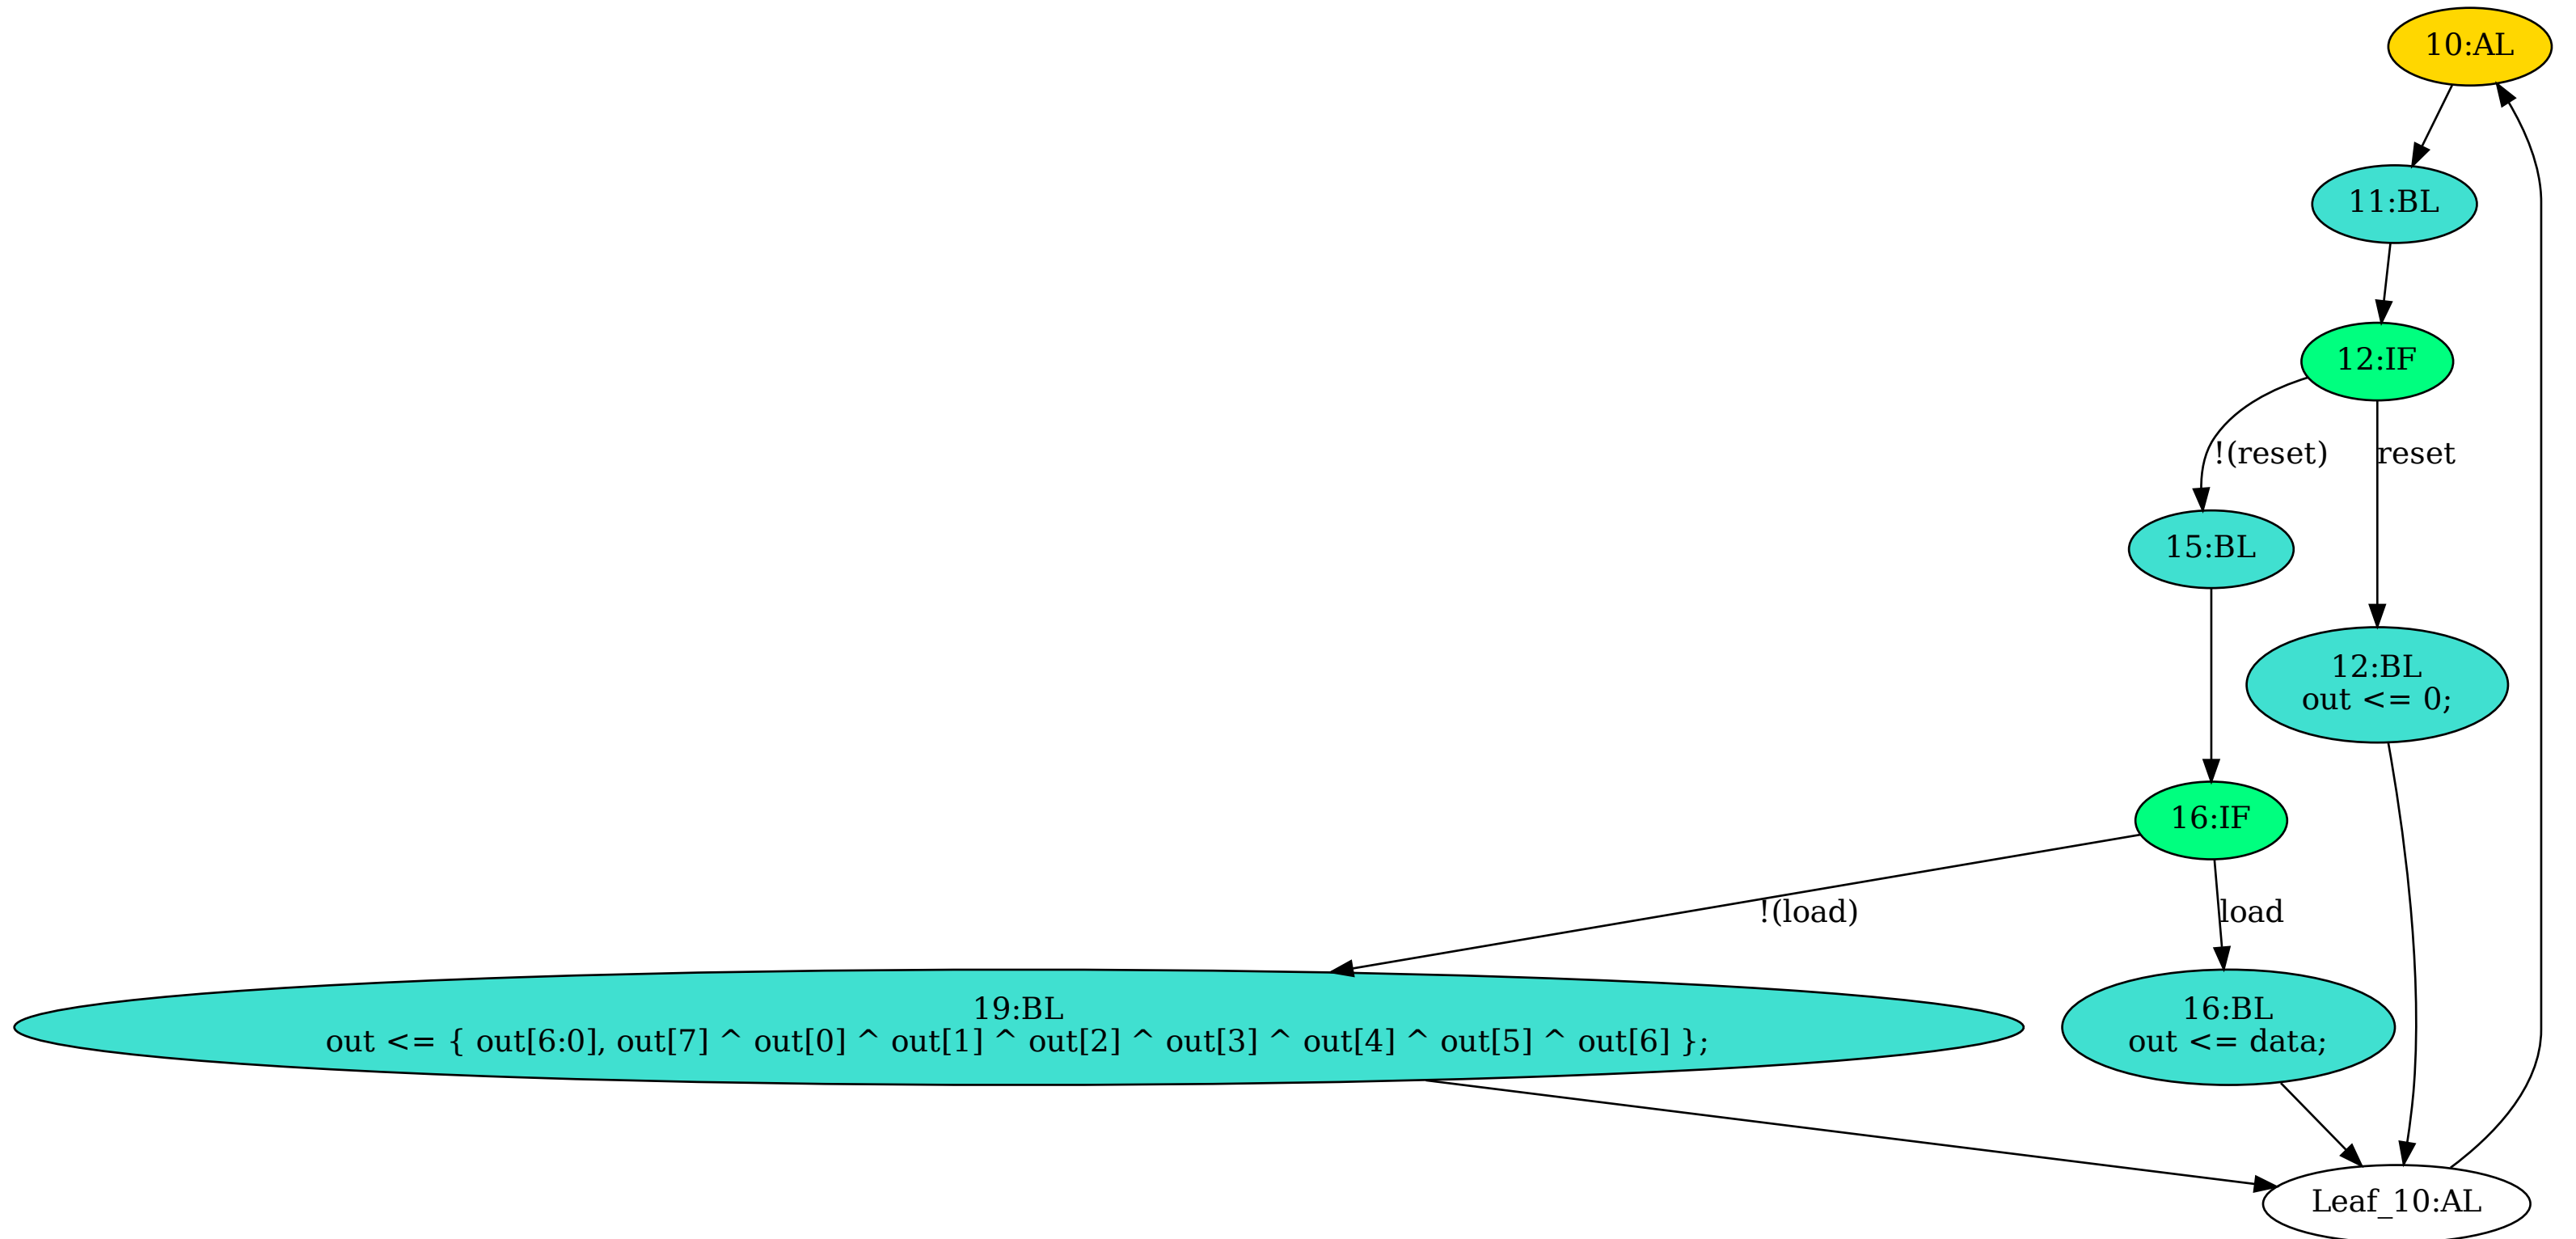 10:AL
11:BL
12:IF
!(reset)
reset
15:BL
12:BL
out <= 0;
16:IF
!(load)
load
19:BL
out <= { out[6:0], out[7] ^ out[0] ^ out[1] ^ out[2] ^ out[3] ^ out[4] ^ out[5] ^ out[6] };
16:BL
out <= data;
Leaf_10:AL